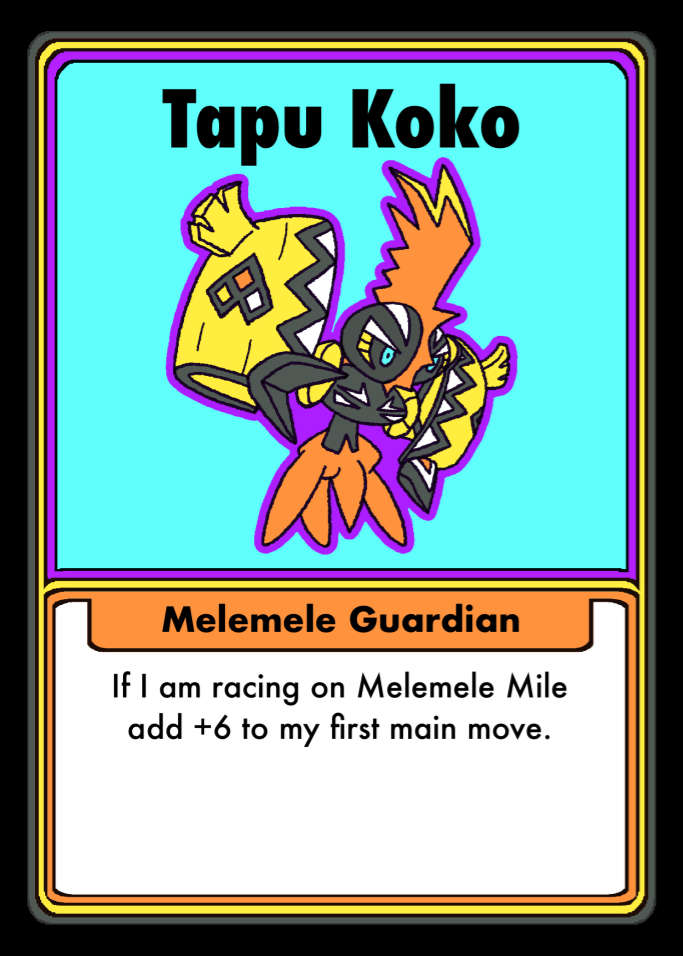 Tapu Koko
Melemele Guardian
If I am racing on Melemele Mile
add +6 to my first main move.